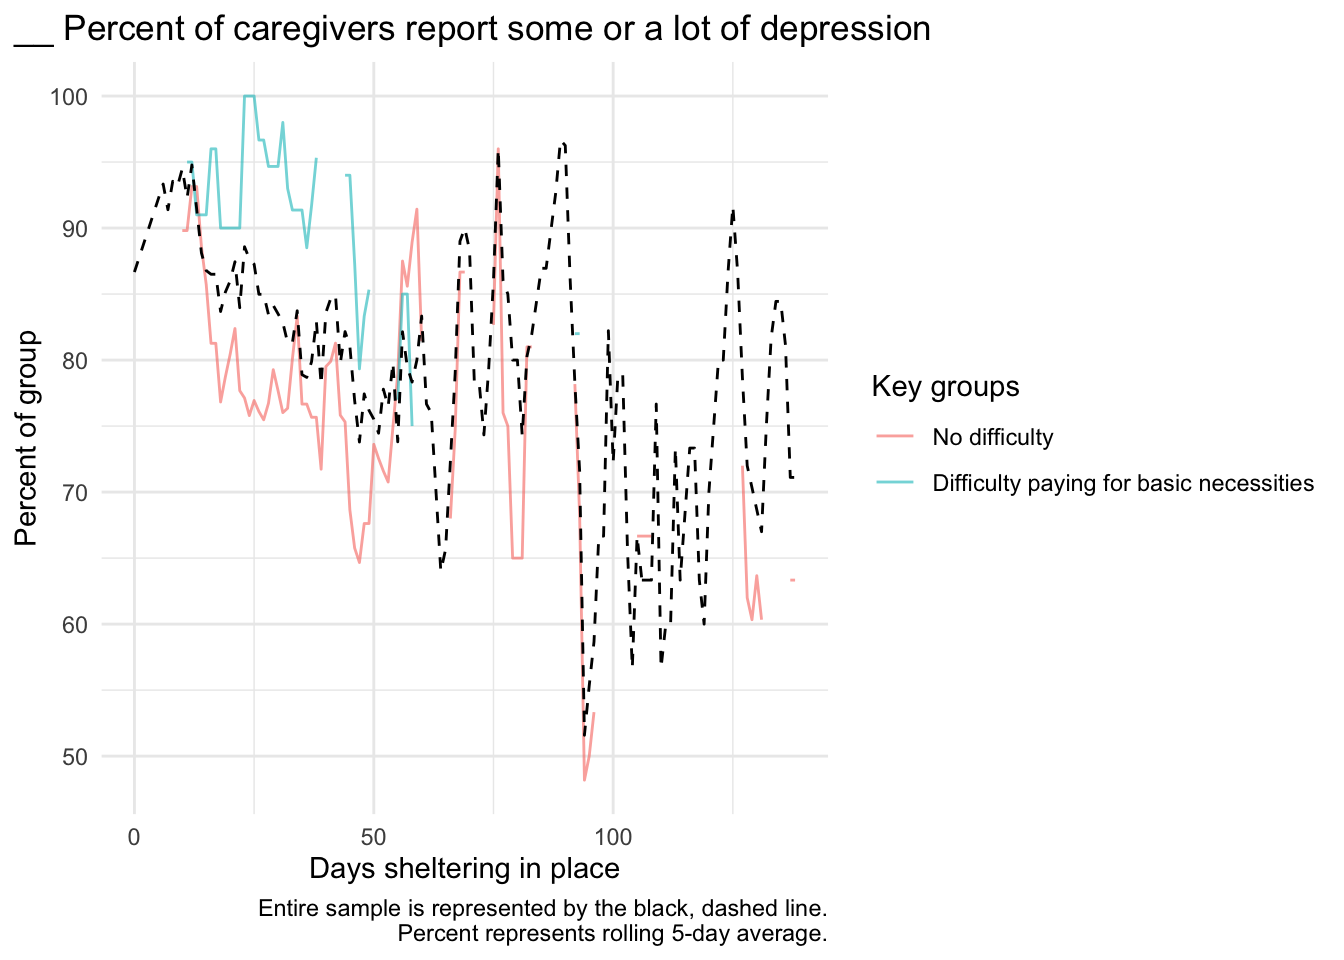 __ Percent of caregivers report some or a lot of depression
Percent of group
100
90
80
70
60
50
0
50
100
Days sheltering in place
Key groups
No difficulty
Difficulty paying for basic necessities
Entire sample is represented by the black, dashed line.
Percent represents rolling 5-day average.